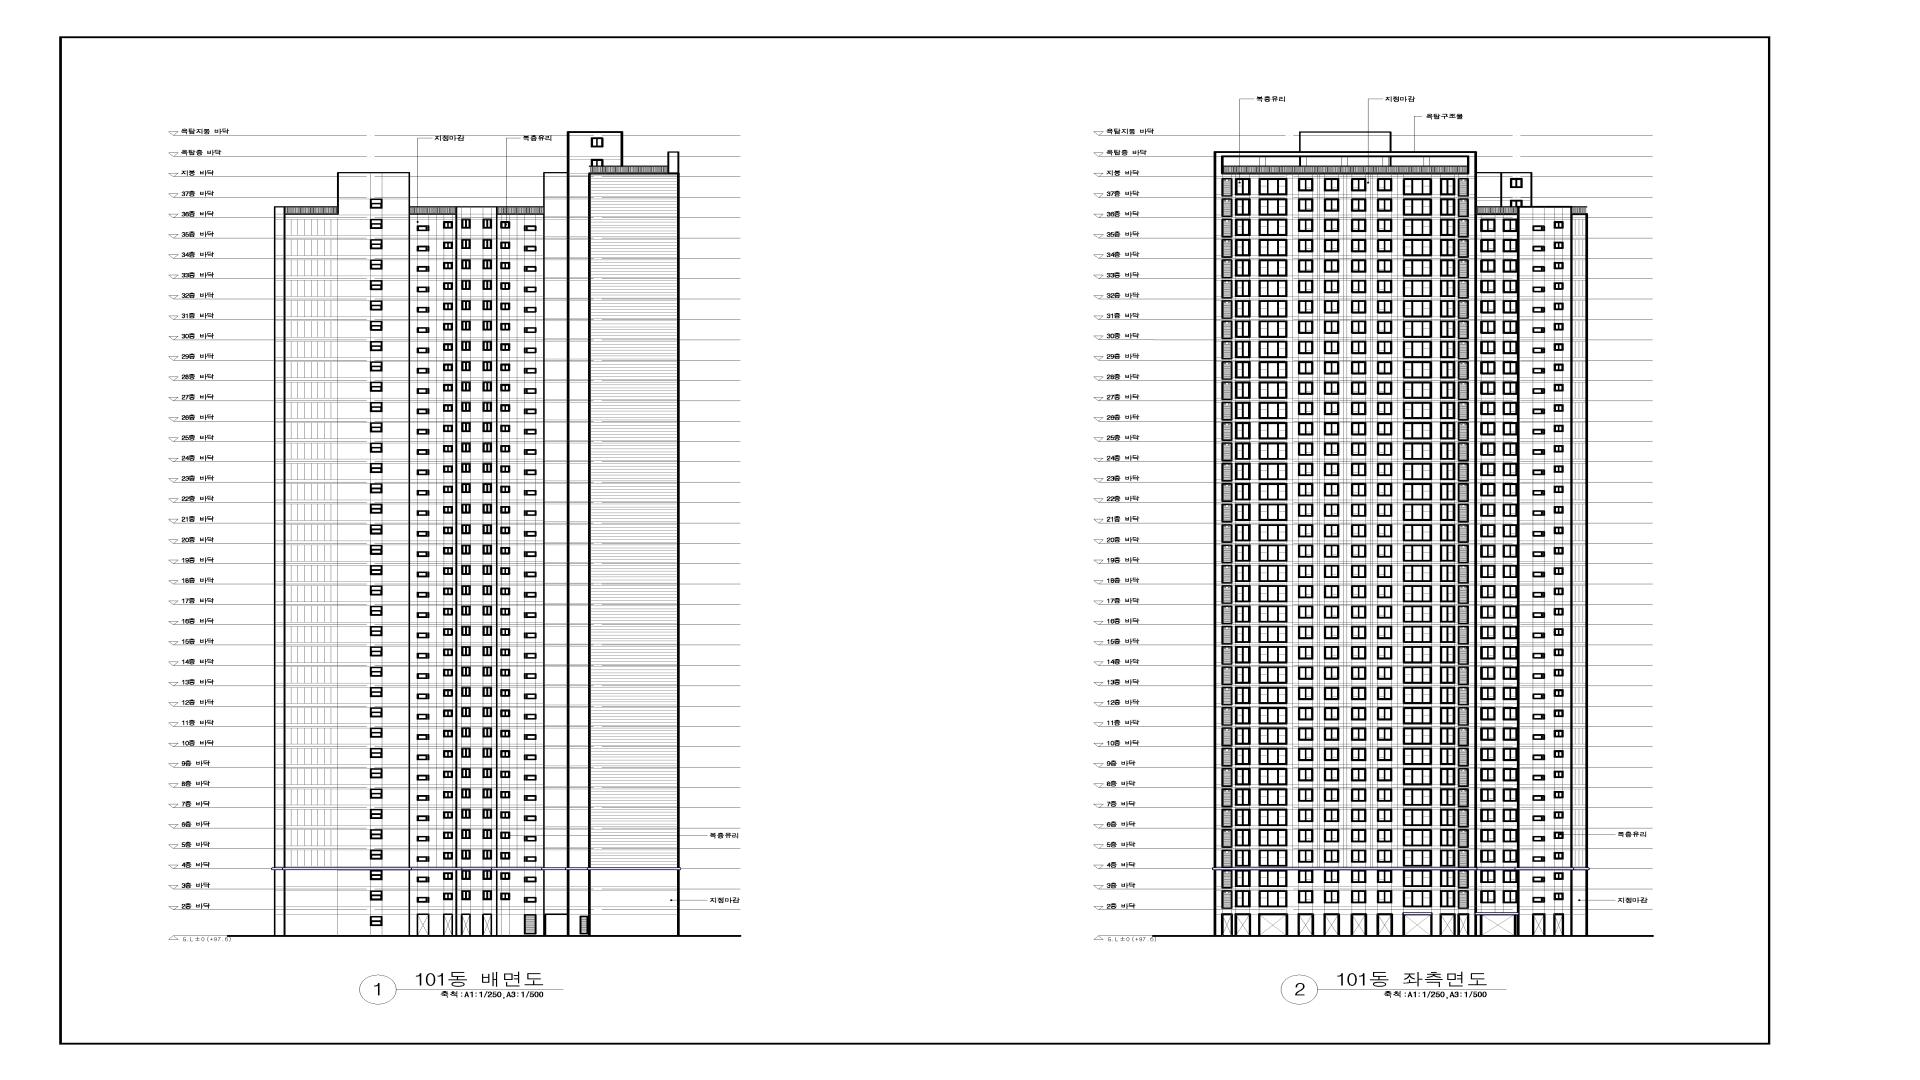 지정마감
복층유리
옥탑지붕 바닥
옥탑층 바닥
지붕 바닥
37층 바닥
36층 바닥
35층 바닥
34층 바닥
33층 바닥
32층 바닥
31층 바닥
30층 바닥
29층 바닥
28층 바닥
27층 바닥
26층 바닥
25층 바닥
24층 바닥
23층 바닥
22층 바닥
21층 바닥
20층 바닥
19층 바닥
18층 바닥
17층 바닥
16층 바닥
15층 바닥
14층 바닥
13층 바닥
12층 바닥
11층 바닥
10층 바닥
9층 바닥
8층 바닥
7층 바닥
6층 바닥
복층유리
5층 바닥
4층 바닥
3층 바닥
지정마감
2층 바닥
G.L ±0(+97.6)
1 101동 배면도
축척 : A1: 1/250, A3: 1/500
복층유리
지정마감
옥탑구조물
옥탑지붕 바닥
옥탑층 바닥
지붕 바닥
37층 바닥
36층 바닥
35층 바닥
34층 바닥
33층 바닥
32층 바닥
31층 바닥
30층 바닥
29층 바닥
28층 바닥
27층 바닥
26층 바닥
25층 바닥
24층 바닥
23층 바닥
22층 바닥
21층 바닥
20층 바닥
19층 바닥
18층 바닥
17층 바닥
16층 바닥
15층 바닥
14층 바닥
13층 바닥
12층 바닥
11층 바닥
10층 바닥
9층 바닥
8층 바닥
7층 바닥
6층 바닥
복층유리
5층 바닥
4층 바닥
3층 바닥
지정마감
2층 바닥
G.L ±0(+97.6)
2 101동 좌측면도
축척 : A1: 1/250, A3: 1/500